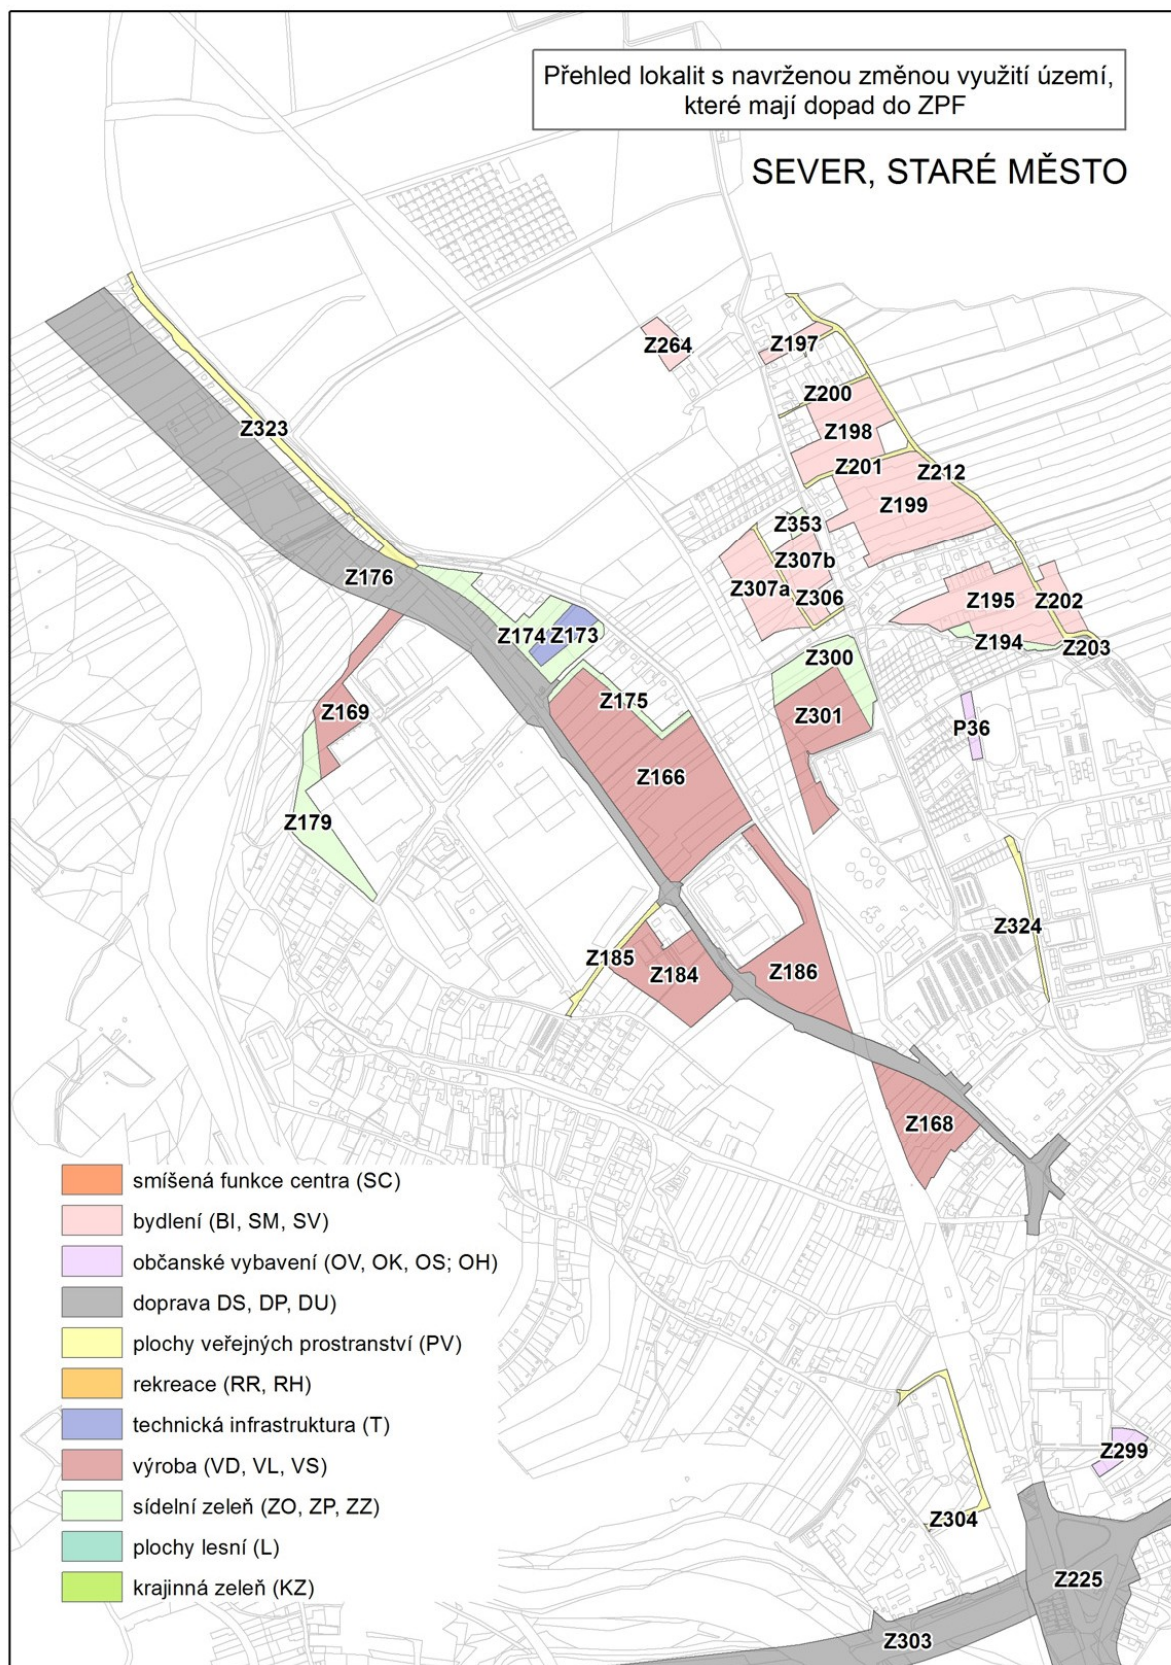 Přehled lokalit s navrženou změnou využití území,
které mají dopad do ZPF
SEVER, STARÉ MĚSTO
Z264
Z197
Z200
Z198
Z201
Z212
Z199
Z323
Z353
Z307b
Z307a
Z306
Z176
Z195
Z202
Z194
Z203
Z174
Z173
Z300
Z175
Z301
Z169
P36
Z166
Z179
Z324
Z185
Z184
Z186
Z168
smíšená funkce centra (SC)
bydlení (BI, SM, SV)
občanské vybavení (OV, OK, OS; OH)
doprava DS, DP, DU)
plochy veřejných prostranství (PV)
rekreace (RR, RH)
technická infrastruktura (T)
výroba (VD, VL, VS)
sídelní zeleň (ZO, ZP, ZZ)
plochy lesní (L)
krajinná zeleň (KZ)
Z299
Z304
Z225
Z303